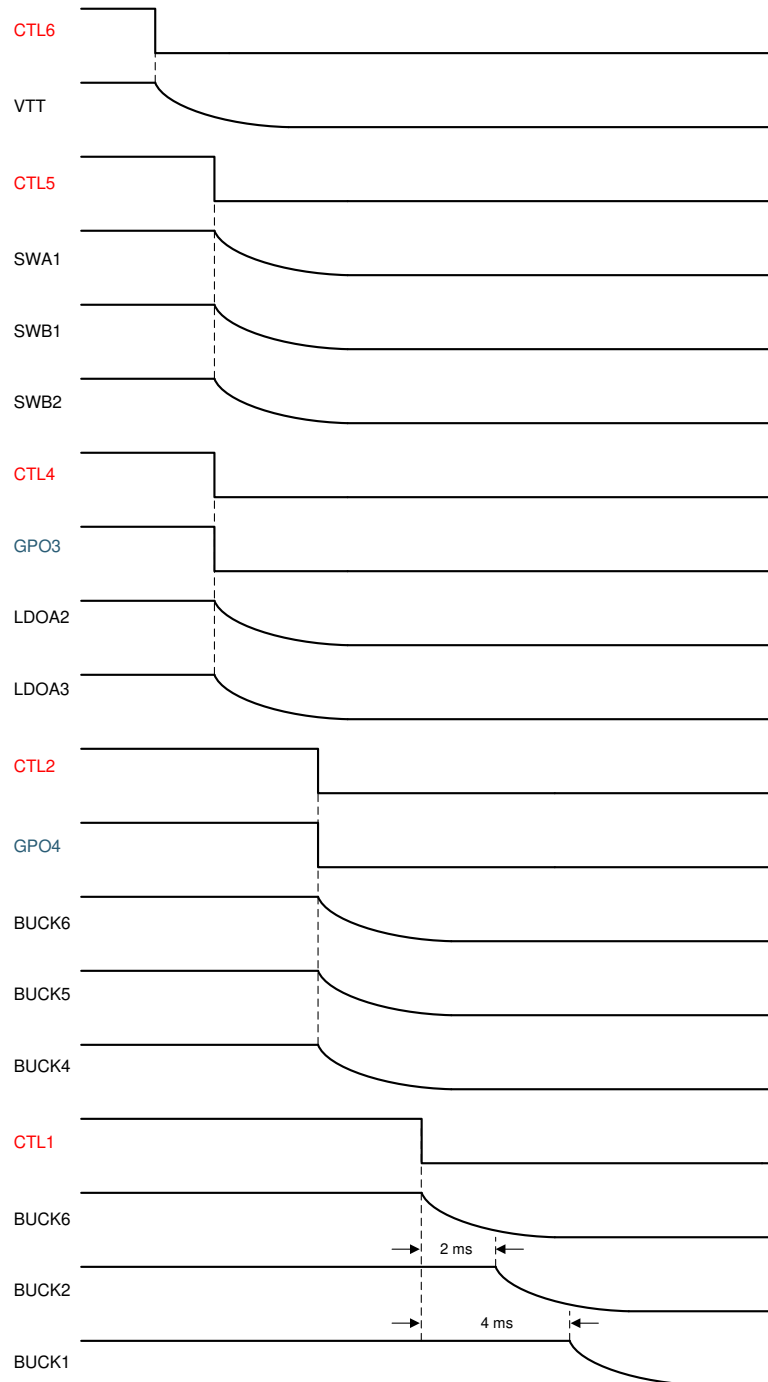 CTL6
VTT
CTL5
SWA1
SWB1
SWB2
CTL4
GPO3
LDOA2
LDOA3
CTL2
GPO4
BUCK6
BUCK5
BUCK4
CTL1
BUCK6
2 ms
BUCK2
4 ms
BUCK1